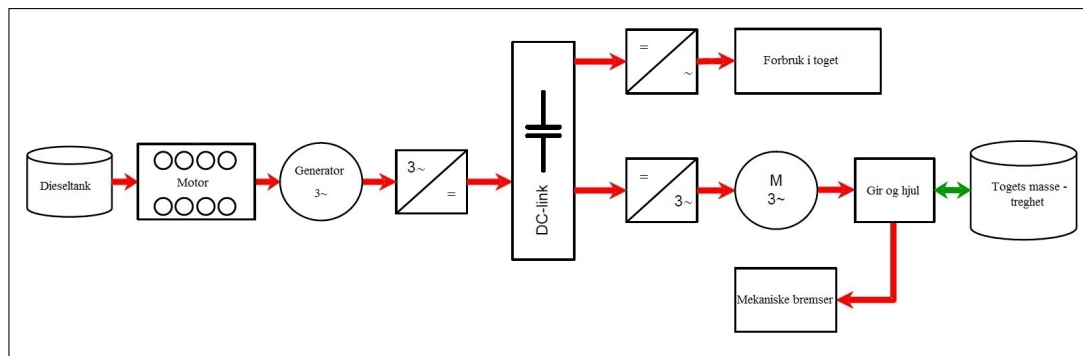 Dieseltank
Motor
Generator
3~
3~
=
DC-link
=
~
Forbruk i toget
=
3~
M
3~
Gir og hjul
Togets masse -
treghet
Mekaniske bremser